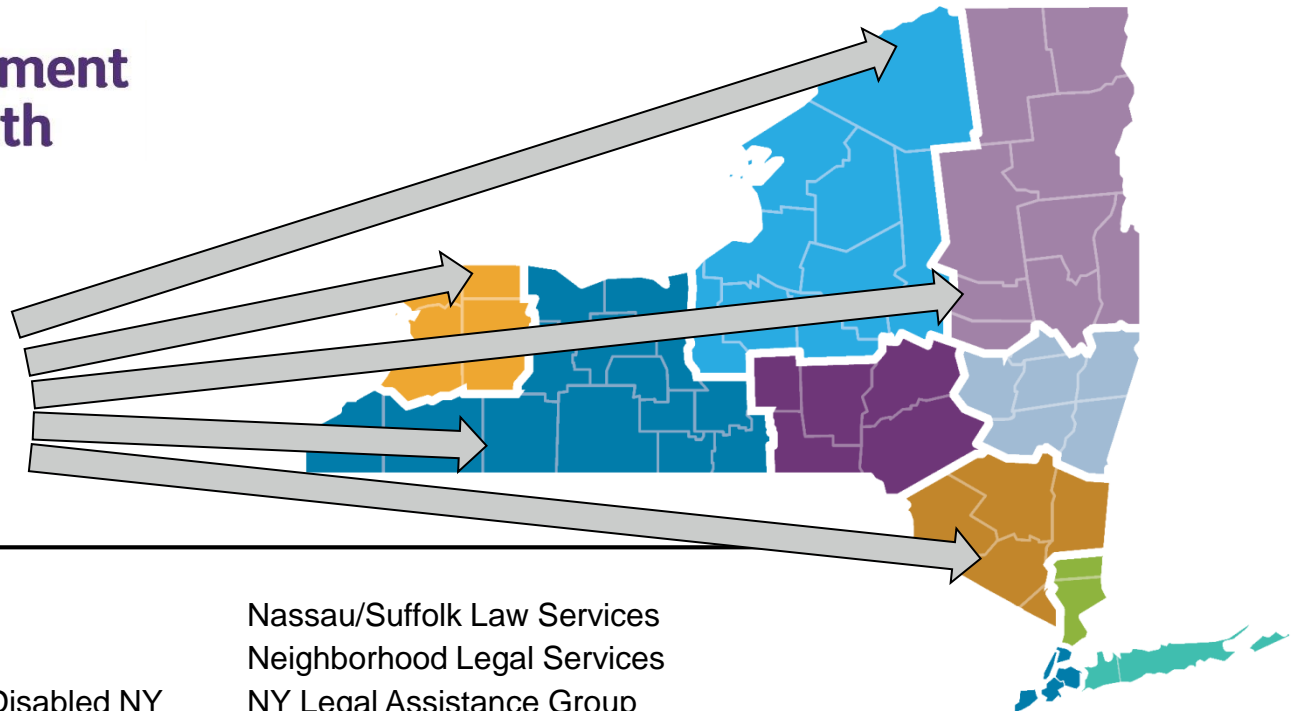 ment
th
Nassau/Suffolk Law Services
Neighborhood Legal Services
Disabled NY
NY Legal Assistance Group